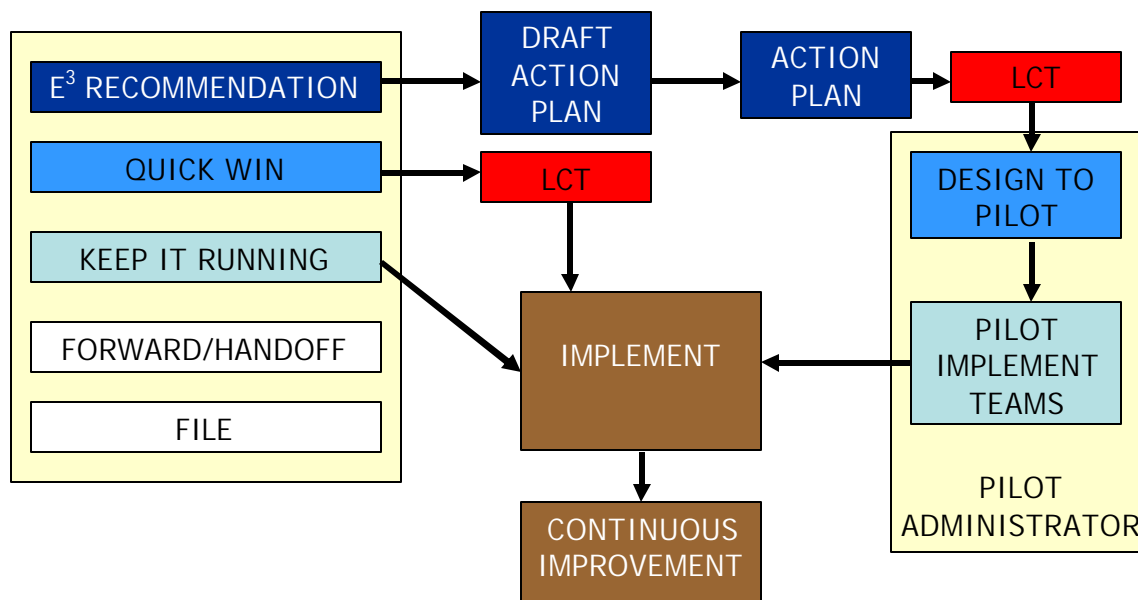 E³ RECOMMENDATION
QUICK WIN
KEEP IT RUNNING
FORWARD/HANDOFF
FILE
DRAFT
ACTION
PLAN
ACTION
PLAN
LCT
LCT
IMPLEMENT
CONTINUOUS
IMPROVEMENT
DESIGN TO
PILOT
PILOT
IMPLEMENT
TEAMS
PILOT
ADMINISTRATOR